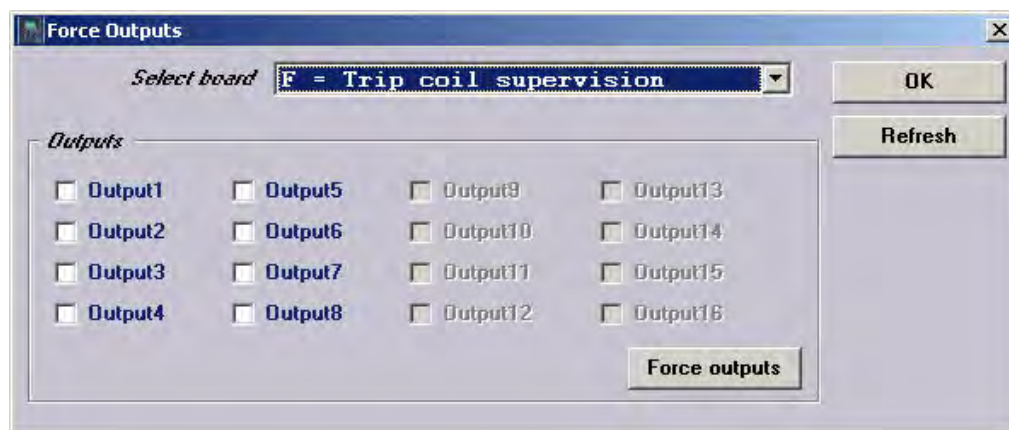 Force Outputs
Select board F = Trip coil supervision
OK
Refresh
Outputs
Output1 Output5 Output9 Output13
Output2 Output6 Output10 Output14
Output3 Output7 Output11 Output15
Output4 Output8 Output12 Output16
Force outputs